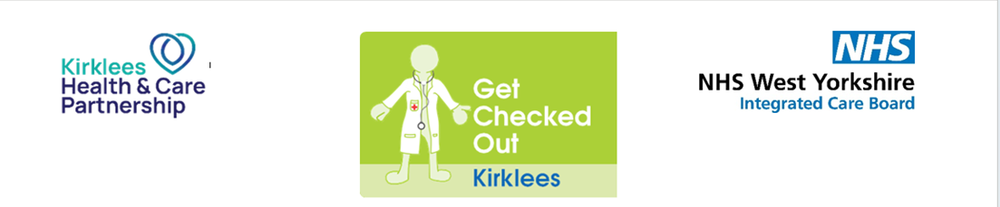 Kirklees
Health & Care
Partnership
Get
Checked
Out
Kirklees
NHS
NHS West Yorkshire
Integrated Care Board